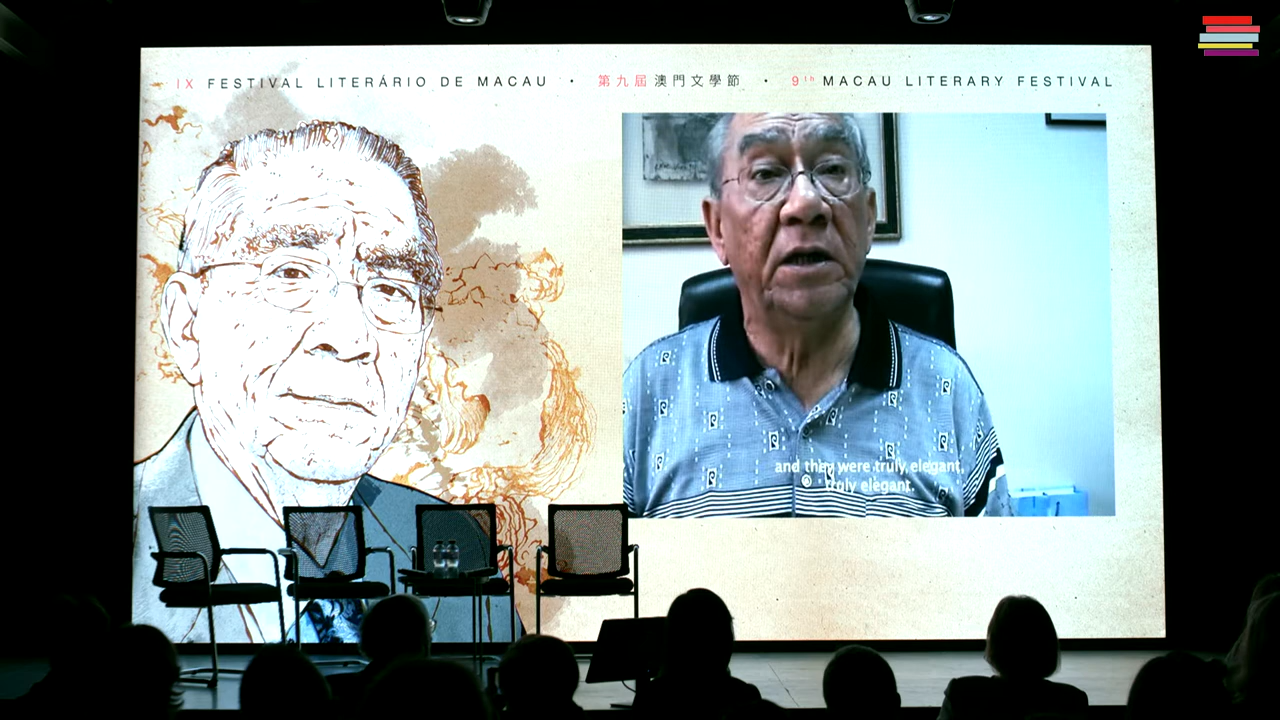 IX FESTIVAL LITERÁRIO DE MACAU • 第九屆澳門文學節 • 9th MACAU LITERARY FESTIVAL
and they were truly elegant,
truly elegant.